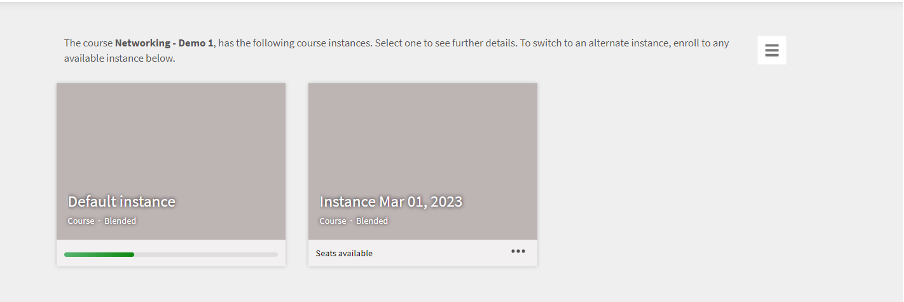 The course Networking - Demo 1, has the following course instances. Select one to see further details. To switch to an alternate instance, enroll to any
available instance below.
Default instance
Course - Blended
Instance Mar 01, 2023
Course - Blended
Seats available